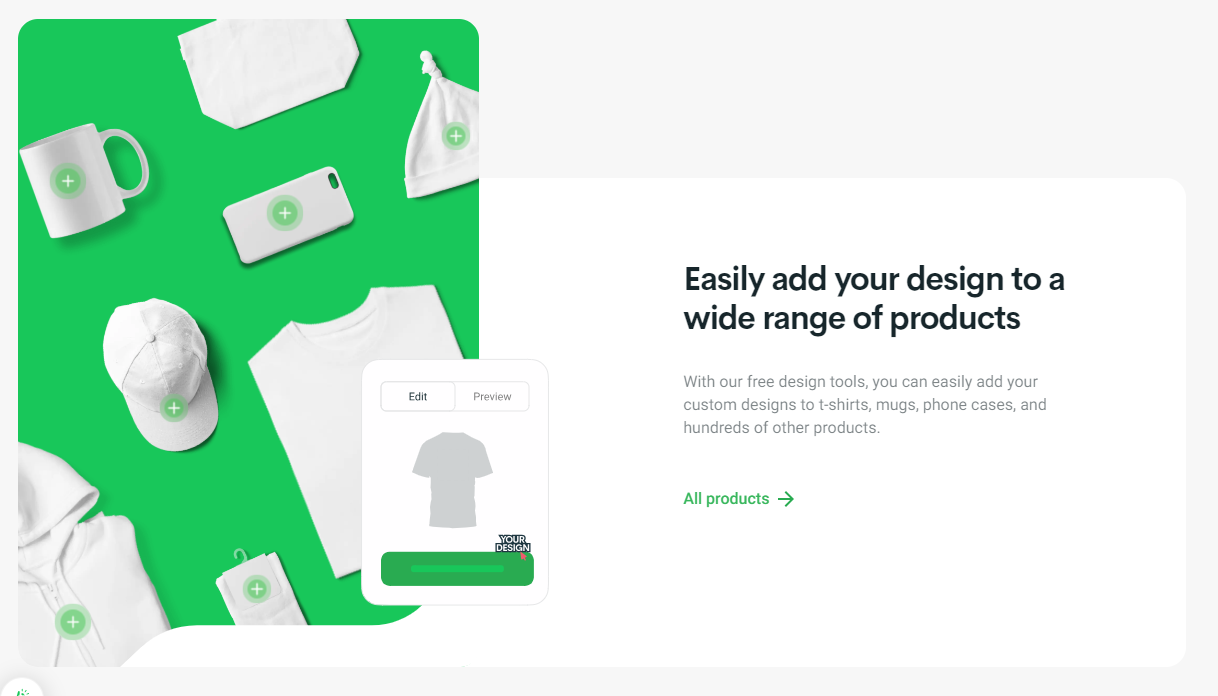 Easily add your design to a
wide range of products
With our free design tools, you can easily add your
custom designs to t-shirts, mugs, phone cases, and
hundreds of other products.
All products
Edit
Preview
YOUR
DESIGN